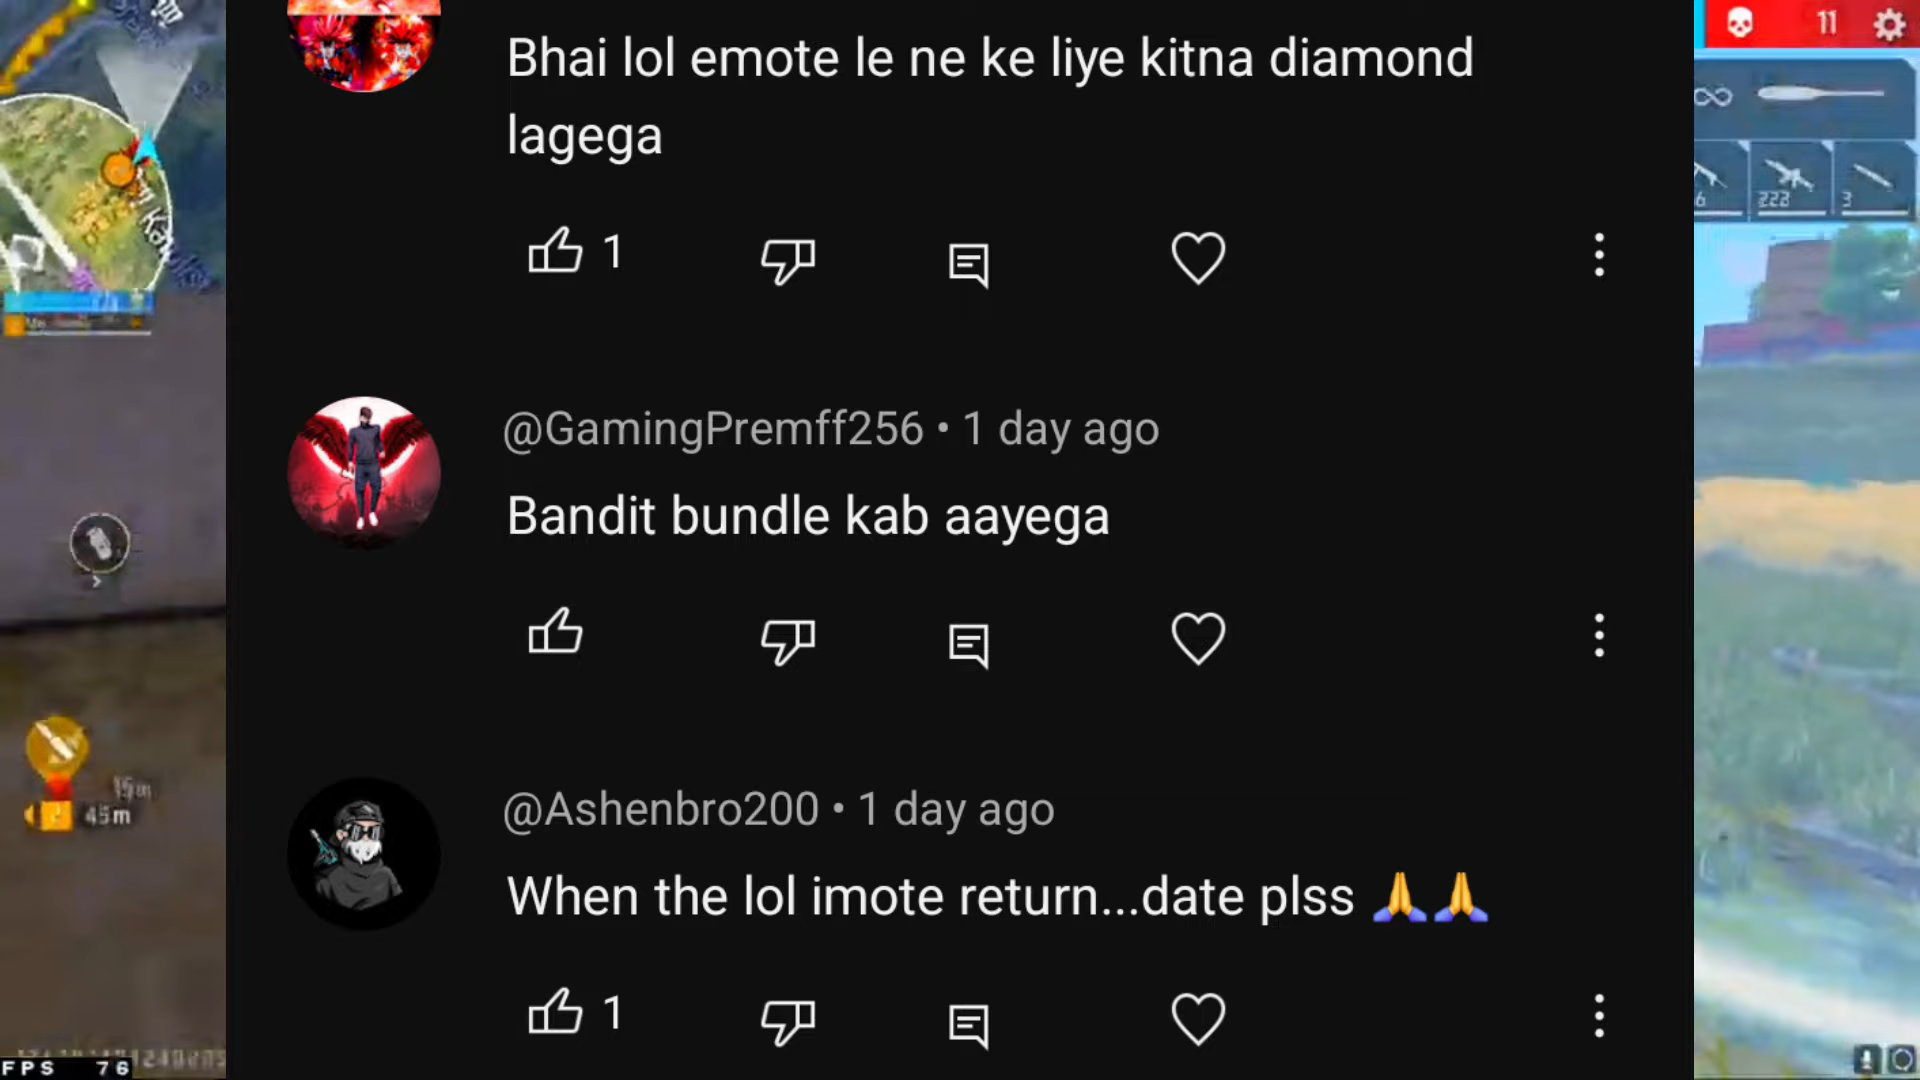 Bhai lol emote le ne ke liye kitna diamond
lagega
1
@GamingPremff256 • 1 day ago
Bandit bundle kab aayega
@Ashenbro200 • 1 day ago
When the lol imote return...date plss 🙏🙏
1
11
6
222
3
45m
FPS 76